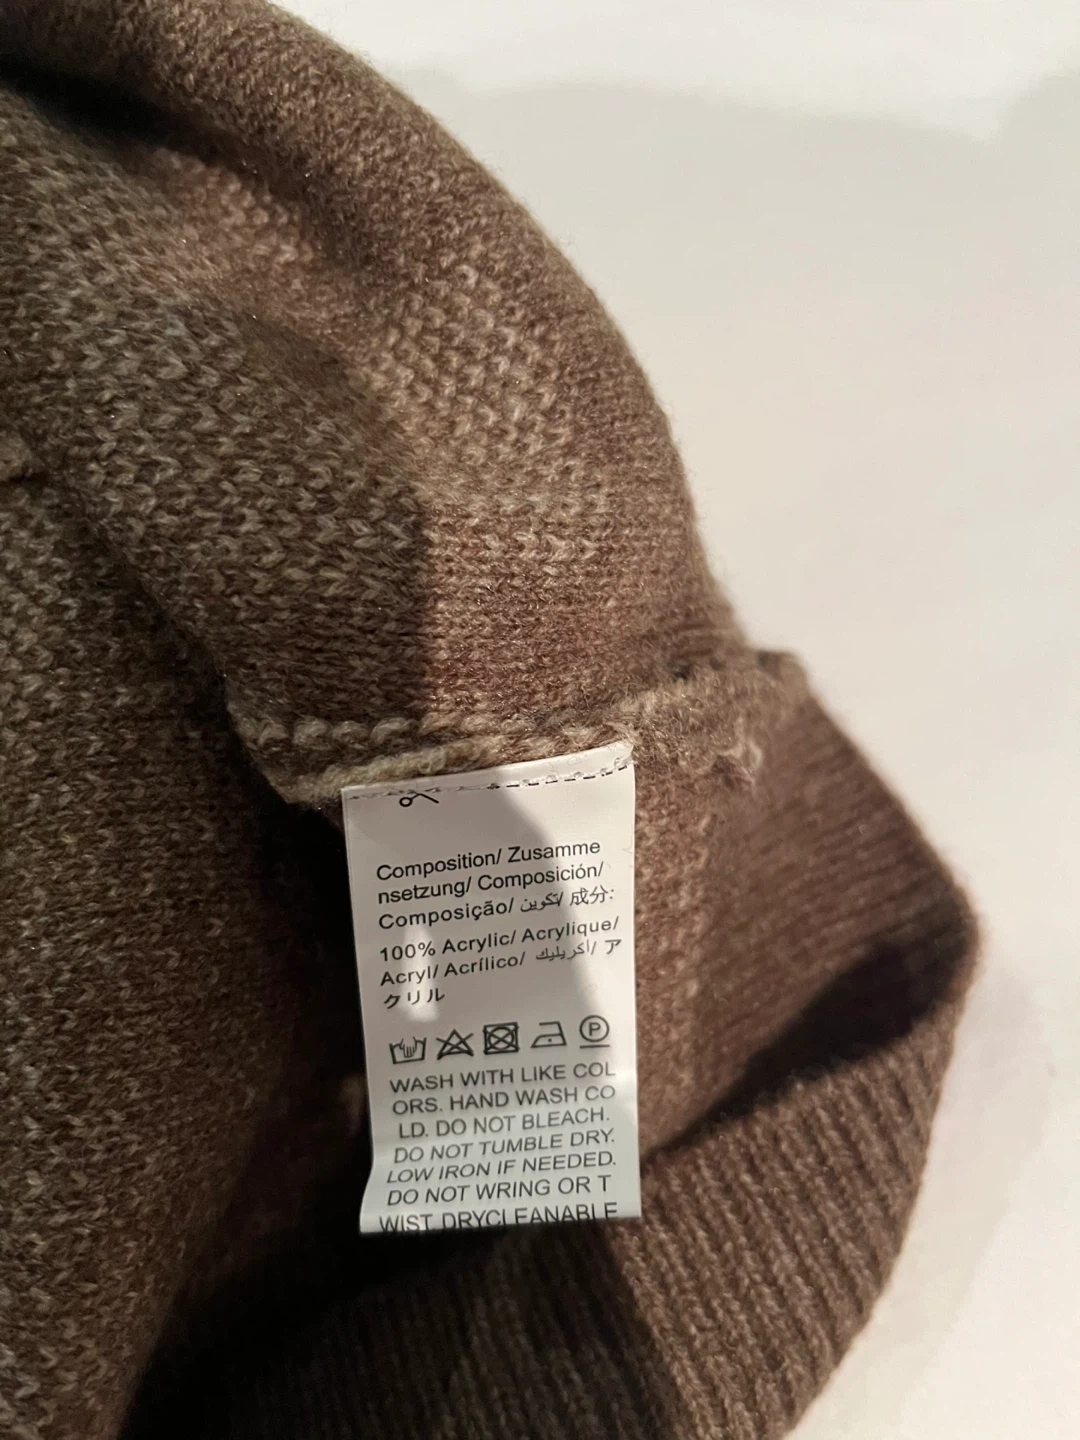 Composition/ Zusamme
nsetzung/ Composición/
Composição/ تكوين/ 成分:
100% Acrylic/ Acrylique/
Acryl/ Acrílico/ أكريليك/ ア
クリル
WASH WITH LIKE COL
ORS. HAND WASH CO
LD. DO NOT BLEACH.
DO NOT TUMBLE DRY.
LOW IRON IF NEEDED.
DO NOT WRING OR T
WIST DRYCLEANABLE